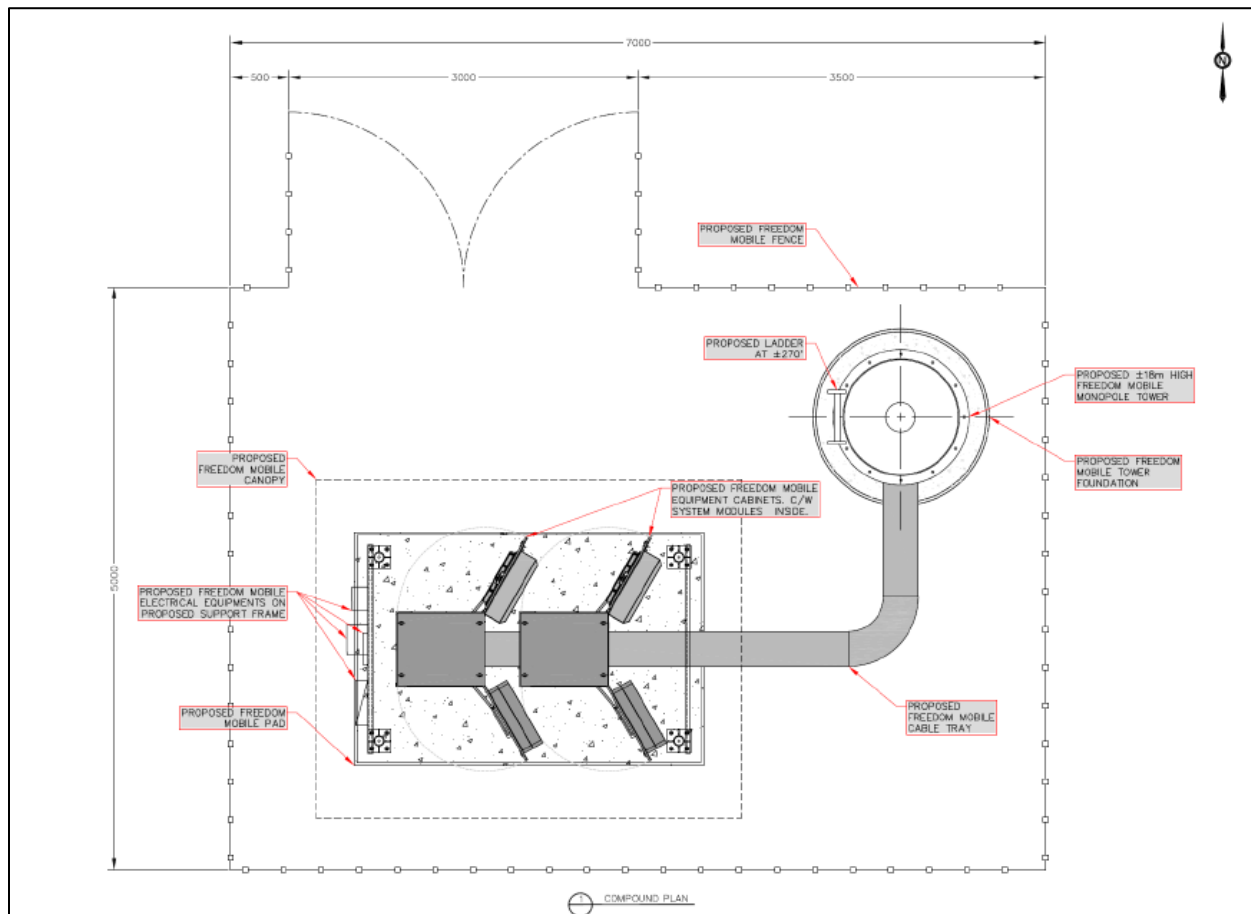 7000
500
3000
3500
N
PROPOSED FREEDOM
MOBILE FENCE
PROPOSED LADDER
AT ±270°
PROPOSED ±18m HIGH
FREEDOM MOBILE
MONOPOLE TOWER
PROPOSED
FREEDOM MOBILE
CANOPY
PROPOSED FREEDOM MOBILE
EQUIPMENT CABINETS. C/W
SYSTEM MODULES INSIDE.
PROPOSED FREEDOM
MOBILE TOWER
FOUNDATION
5000
PROPOSED FREEDOM MOBILE
ELECTRICAL EQUIPMENTS ON
PROPOSED SUPPORT FRAME
PROPOSED FREEDOM
MOBILE PAD
PROPOSED
FREEDOM MOBILE
CABLE TRAY
1
COMPOUND PLAN